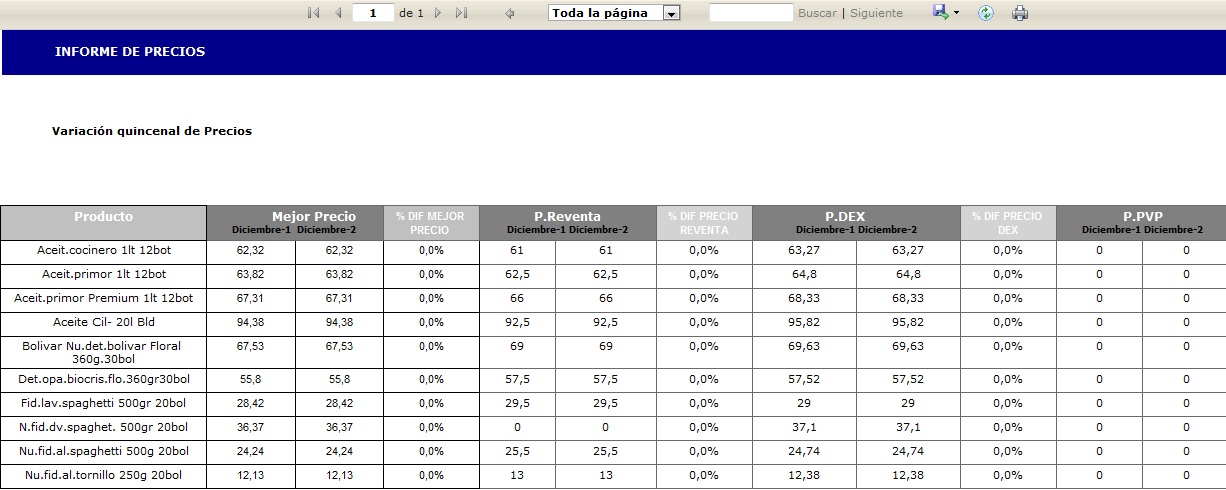 1 de 1 Toda la página Buscar | Siguiente
INFORME DE PRECIOS
Variación quincenal de Precios
Producto Mejor Precio % DIF MEJOR PRECIO P.Reventa % DIF PRECIO REVENTA P.DEX % DIF PRECIO DEX P.PVP
Diciembre-1 Diciembre-2 Diciembre-1 Diciembre-2 Diciembre-1 Diciembre-2 Diciembre-1 Diciembre-2
Aceit.cocinero 1lt 12bot 62,32 62,32 0,0% 61 61 0,0% 63,27 63,27 0,0% 0 0
Aceit.primor 1lt 12bot 63,82 63,82 0,0% 62,5 62,5 0,0% 64,8 64,8 0,0% 0 0
Aceit.primor Premium 1lt 12bot 67,31 67,31 0,0% 66 66 0,0% 68,33 68,33 0,0% 0 0
Aceite Cil- 20l Bld 94,38 94,38 0,0% 92,5 92,5 0,0% 95,82 95,82 0,0% 0 0
Bolivar Nu.det.bolivar Floral 360g.30bol 67,53 67,53 0,0% 69 69 0,0% 69,63 69,63 0,0% 0 0
Det.opa.biocris.flo.360gr30bol 55,8 55,8 0,0% 57,5 57,5 0,0% 57,52 57,52 0,0% 0 0
Fid.lav.spaghetti 500gr 20bol 28,42 28,42 0,0% 29,5 29,5 0,0% 29 29 0,0% 0 0
N.fid.dv.spaghet. 500gr 20bol 36,37 36,37 0,0% 0 0 0,0% 37,1 37,1 0,0% 0 0
Nu.fid.al.spaghetti 500g 20bol 24,24 24,24 0,0% 25,5 25,5 0,0% 24,74 24,74 0,0% 0 0
Nu.fid.al.tornillo 250g 20bol 12,13 12,13 0,0% 13 13 0,0% 12,38 12,38 0,0% 0 0